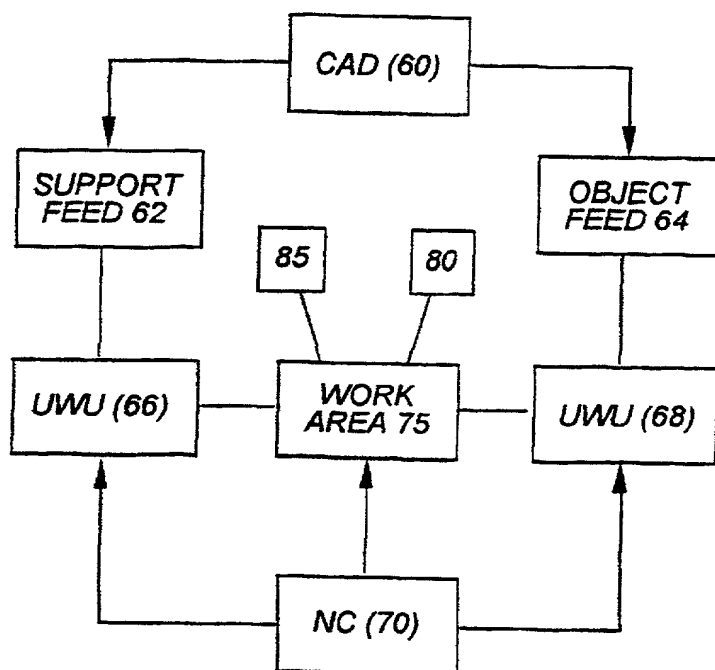 CAD (60)
SUPPORT
FEED 62
OBJECT
FEED 64
85
80
UWU (66)
WORK
AREA 75
UWU (68)
NC (70)